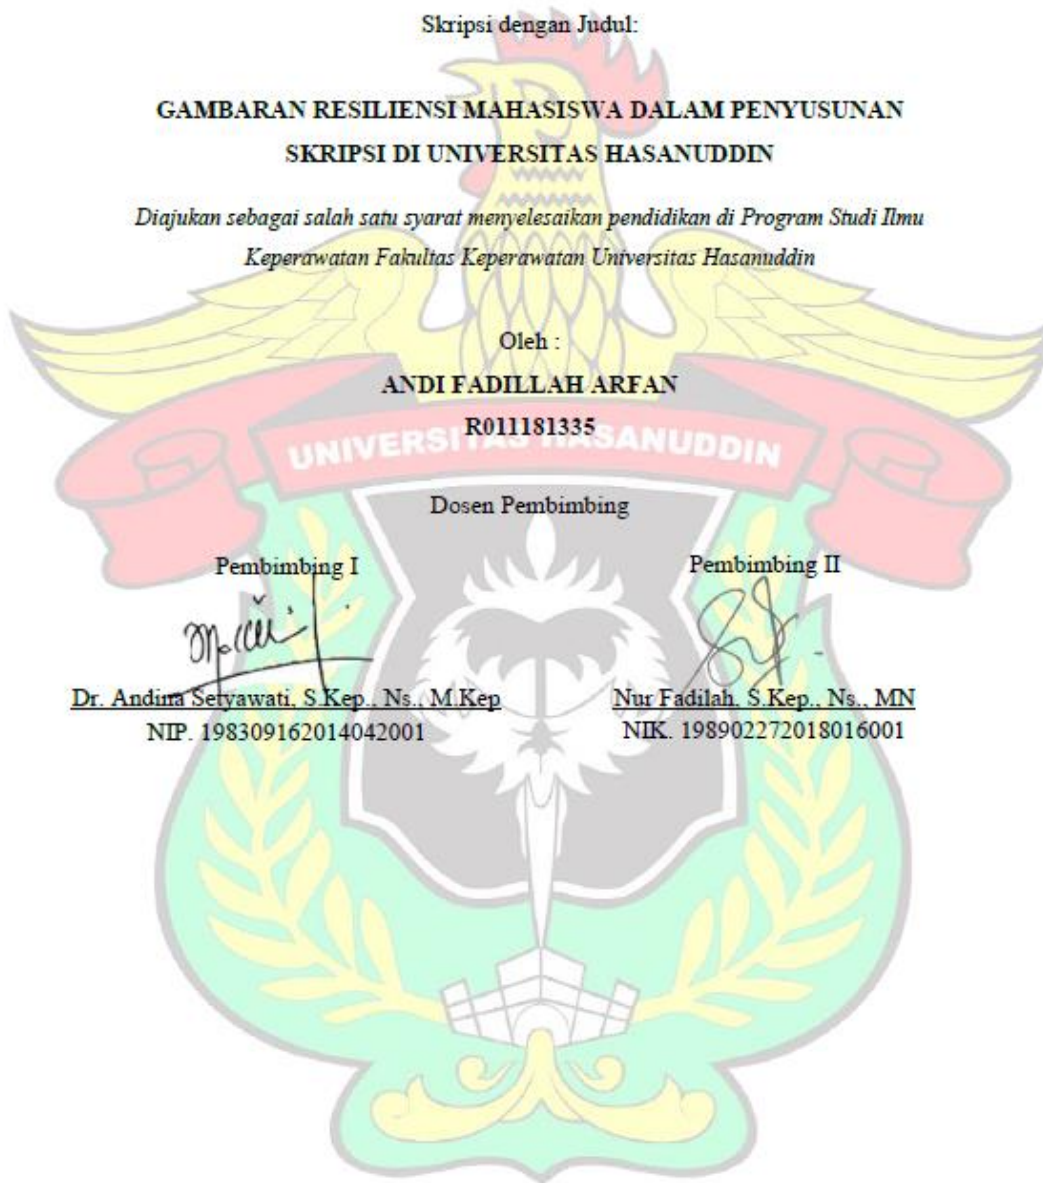 Skripsi dengan Judul:
GAMBARAN RESILIENSI MAHASISWA DALAM PENYUSUNAN
SKRIPSI DI UNIVERSITAS HASANUDDIN
Diajukan sebagai salah satu syarat menyelesaikan pendidikan di Program Studi Ilmu
Keperawatan Fakultas Keperawatan Universitas Hasanuddin
Oleh :
ANDI FADILLAH ARFAN
R011181335
UNIVERSITAS HASANUDDIN
Dosen Pembimbing
Pembimbing I
Pembimbing II
Dr. Andina Setyawati, S.Kep., Ns., M.Kep
Nur Fadilah, S.Kep., Ns., MN
NIP. 198309162014042001
NIK. 198902272018016001